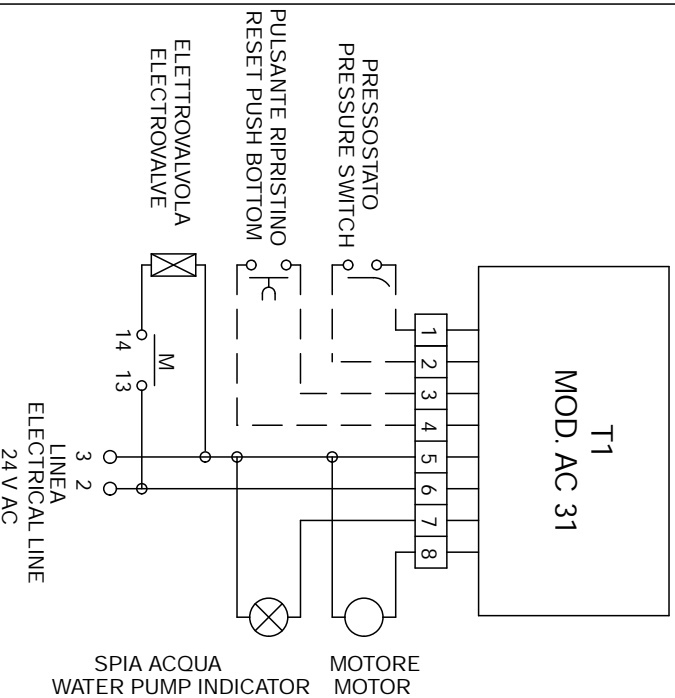 T1
MOD. AC 31
1
2
3
4
5
6
7
8
PRESSOSTATO
PRESSURE SWITCH
PULSANTE RIPRISTINO
RESET PUSH BOTTOM
ELETTROVALVOLA
ELECTROVALVE
M
14
13
3
2
LINEA
ELECTRICAL LINE
24 V AC
SPIA ACQUA
WATER PUMP INDICATOR
MOTORE
MOTOR